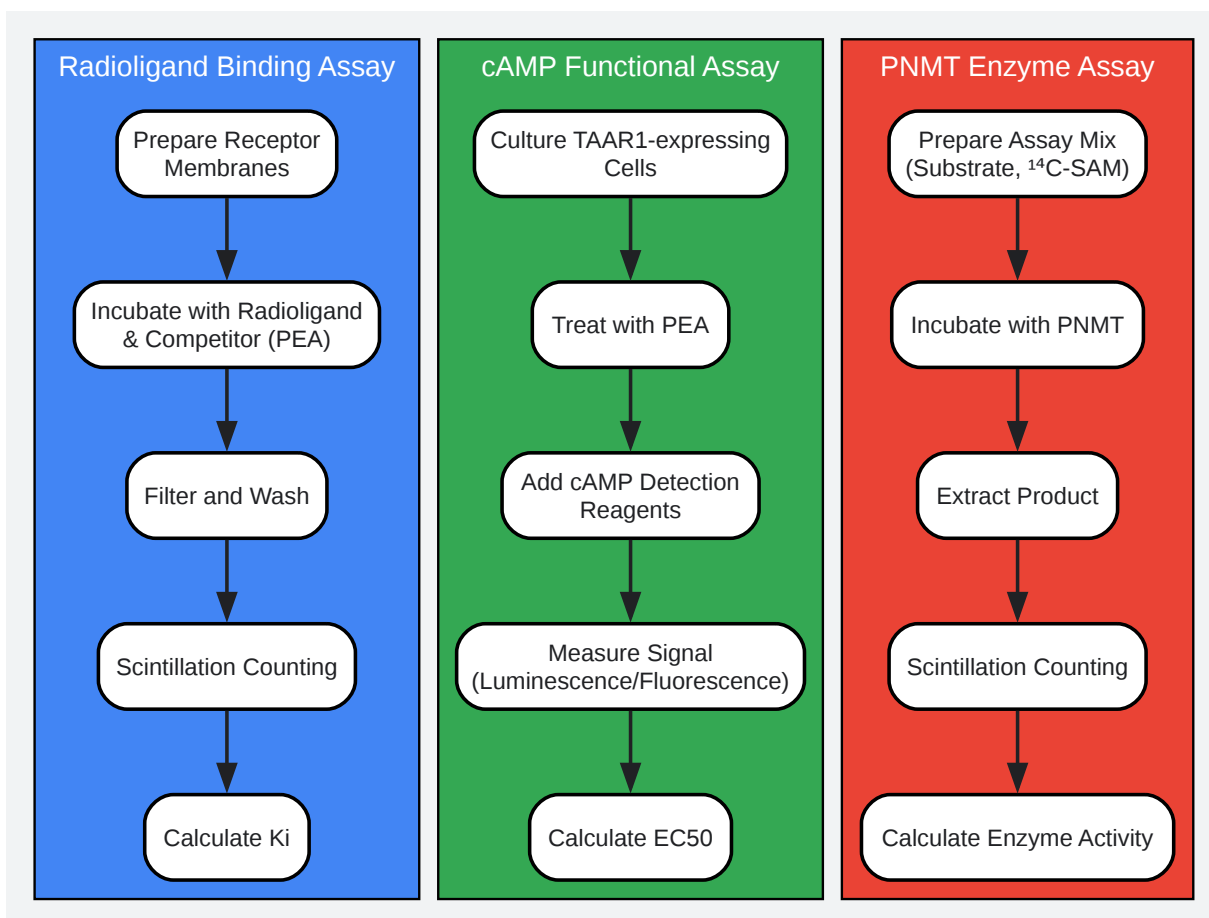 Radioligand Binding Assay
Prepare Receptor
Membranes
Incubate with Radioligand
& Competitor (PEA)
Filter and Wash
Scintillation Counting
Calculate Ki
cAMP Functional Assay
Culture TAAR1-expressing
Cells
Treat with PEA
Add cAMP Detection
Reagents
Measure Signal
(Luminescence/Fluorescence)
Calculate EC50
PNMT Enzyme Assay
Prepare Assay Mix
(Substrate, ¹⁴C-SAM)
Incubate with PNMT
Extract Product
Scintillation Counting
Calculate Enzyme Activity